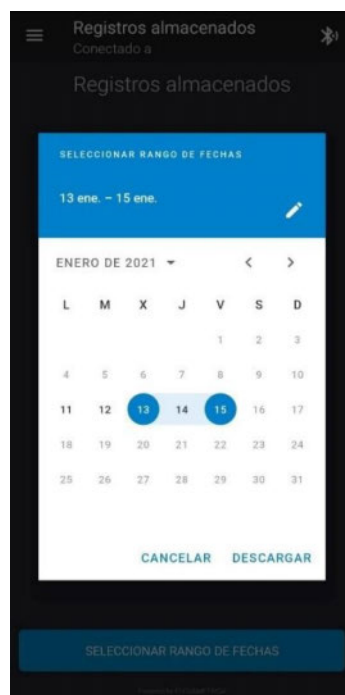 Registros almacenados
Conectado a
Registros almacenados
SELECCIONAR RANGO DE FECHAS
13 ene. – 15 ene.
ENERO DE 2021
L M X J V S D
1 2 3
4 5 6 7 8 9 10
11 12 13 14 15 16 17
18 19 20 21 22 23 24
25 26 27 28 29 30 31
CANCELAR DESCARGAR
SELECCIONAR RANGO DE FECHAS